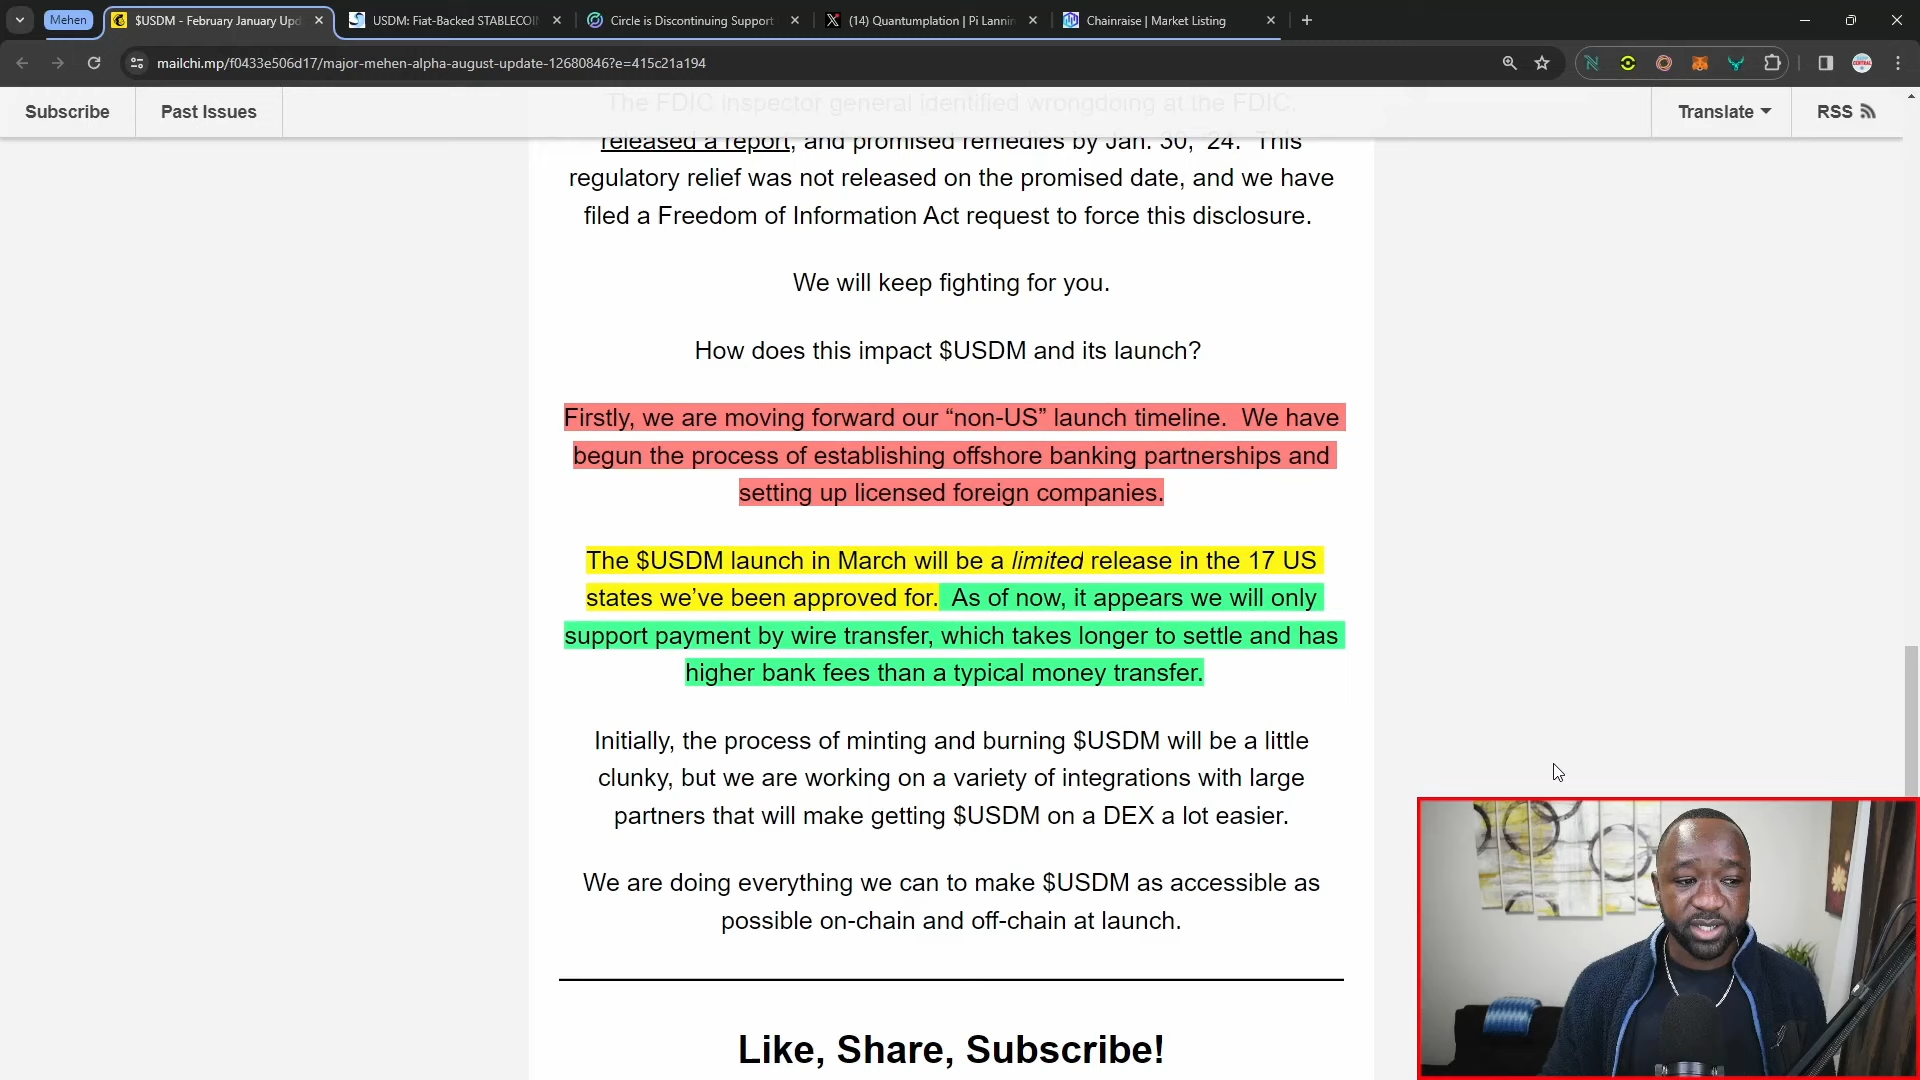 Mehen
$USDM - February January Upd
USDM: Fiat-Backed STABLECOIN
Circle is Discontinuing Support
(14) Quantumplation | Pi Lannin
Chainraise | Market Listing
mailchi.mp/f0433e506d17/major-mehen-alpha-august-update-12680846?e=415c21a194
Subscribe
Past Issues
Translate
RSS
The FDIC inspector general identified wrongdoing at the FDIC,
released a report, and promised remedies by Jan. 30, '24.  This
regulatory relief was not released on the promised date, and we have
filed a Freedom of Information Act request to force this disclosure.
We will keep fighting for you.
How does this impact $USDM and its launch?
Firstly, we are moving forward our “non-US” launch timeline.  We have
begun the process of establishing offshore banking partnerships and
setting up licensed foreign companies.
The $USDM launch in March will be a limited release in the 17 US
states we’ve been approved for.  As of now, it appears we will only
support payment by wire transfer, which takes longer to settle and has
higher bank fees than a typical money transfer.
Initially, the process of minting and burning $USDM will be a little
clunky, but we are working on a variety of integrations with large
partners that will make getting $USDM on a DEX a lot easier.
We are doing everything we can to make $USDM as accessible as
possible on-chain and off-chain at launch.
Like, Share, Subscribe!